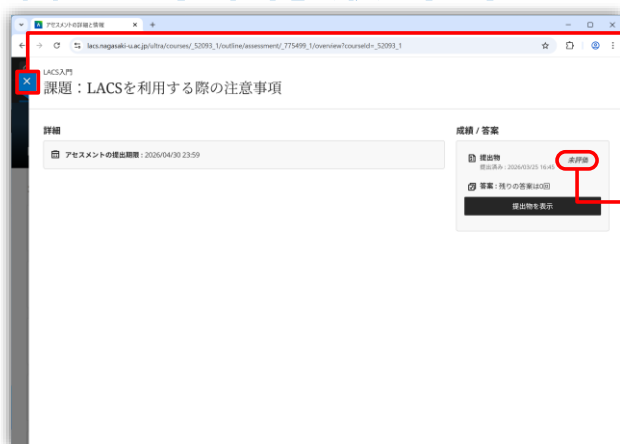 アセスメントの詳細と情報
lacs.nagasaki-u.ac.jp/ultra/courses/_52093_1/outline/assessment/_775499_1/overview?courseId=_52093_1
LACS入門
課題：LACSを利用する際の注意事項
詳細
アセスメントの提出期限：2026/04/30 23:59
成績 / 答案
提出物
未評価
提出済み：2026/03/25 16:45
答案：残りの答案は0回
提出物を表示